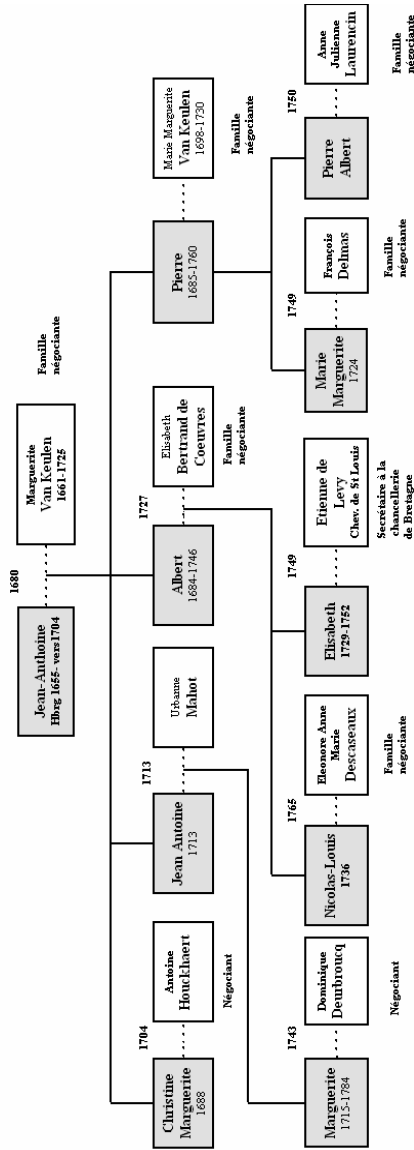 1680
Jean-Anthoine
Hbrg 1655- vers1704
Marguerite
Van Keulen
1661-1725
Famille
négociante
Christine
Marguerite
1688
1704
Antoine
Houckhaert
Négociant
Jean Antoine
1713
1713
Urbanne
Mahot
Albert
1684-1746
1727
Elisabeth
Bertrand de
Coeuvres
Famille
négociante
Pierre
1685-1760
Marie Marguerite
Van Keulen
1698-1730
Famille
négociante
Marguerite
1715-1784
1743
Dominique
Deurbroucq
Négociant
Nicolas-Louis
1736
1765
Eleonore Anne
Marie
Descaseaux
Famille
négociante
Elisabeth
1729-1752
1749
Etienne de
Levy
Chev. de St Louis
Secrétaire à la
chancellerie
de Bretagne
Marie
Marguerite
1724
1749
François
Delmas
Famille
négociante
Pierre
Albert
1750
Anne
Julienne
Laurencin
Famille
négociante